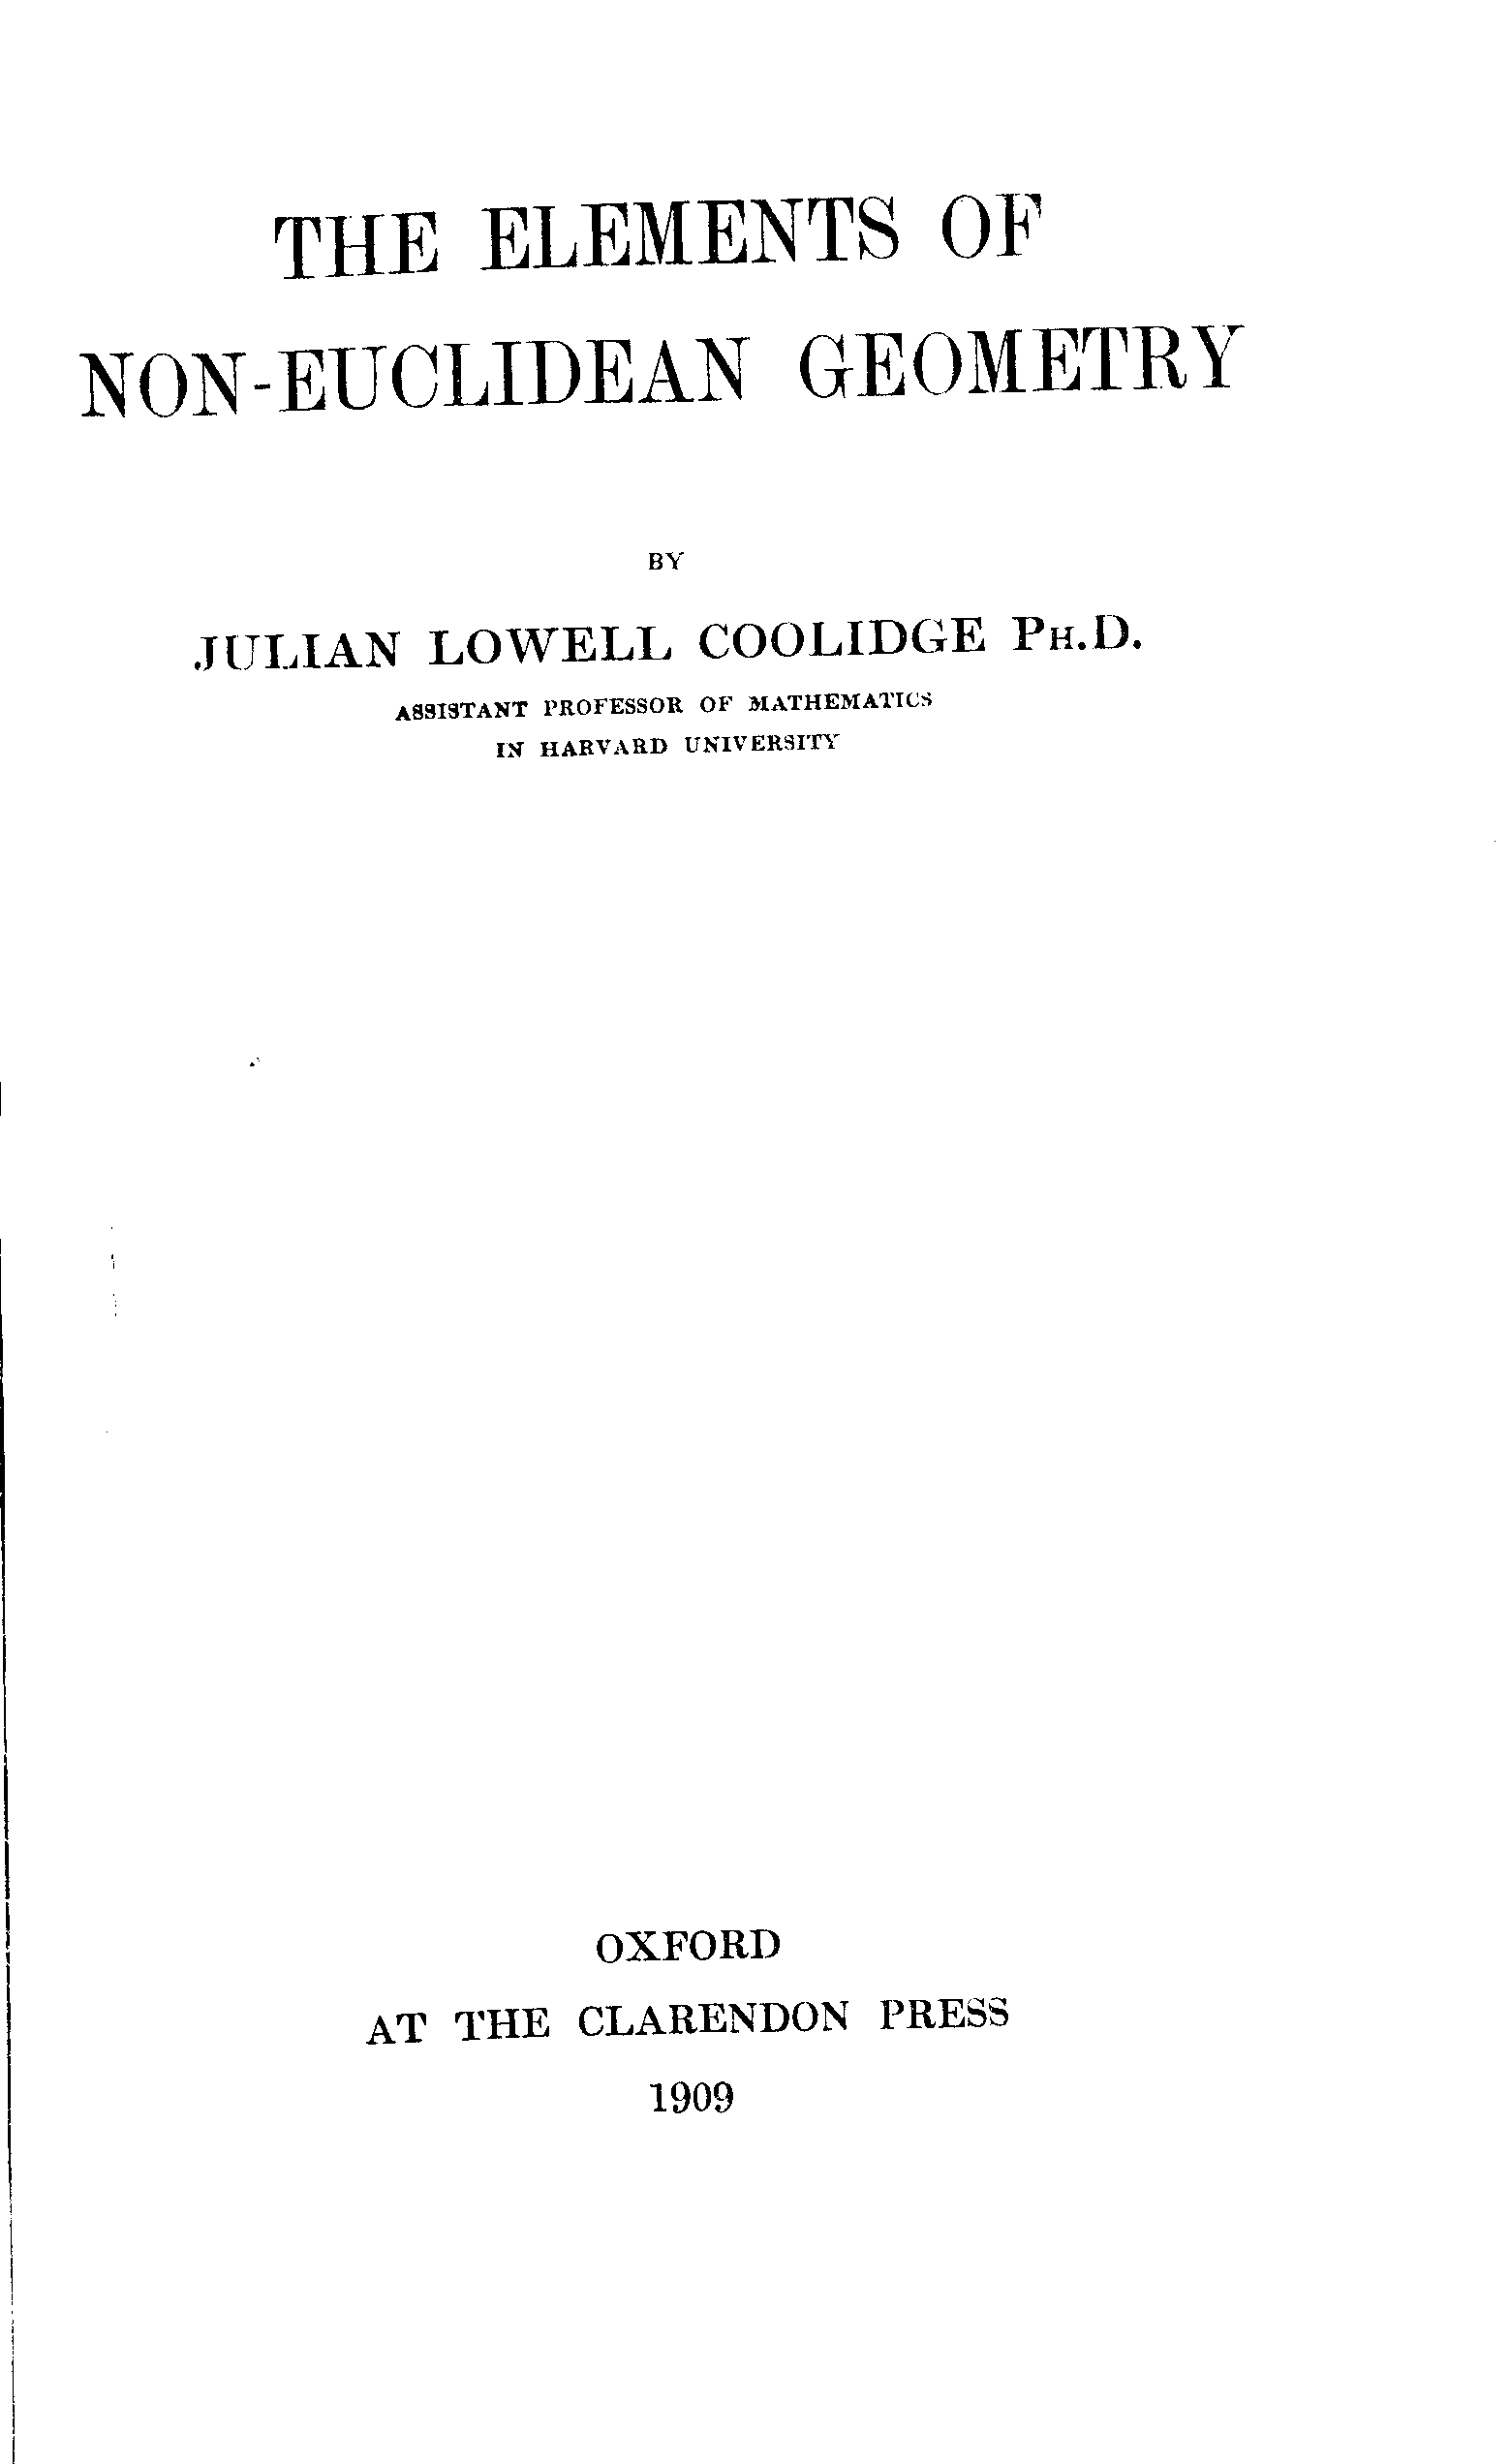 THE ELEMENTS OF
NON-EUCLIDEAN GEOMETRY
BY
JULIAN LOWELL COOLIDGE PH.D.
ASSISTANT PROFESSOR OF MATHEMATICS
IN HARVARD UNIVERSITY
OXFORD
AT THE CLARENDON PRESS
1909